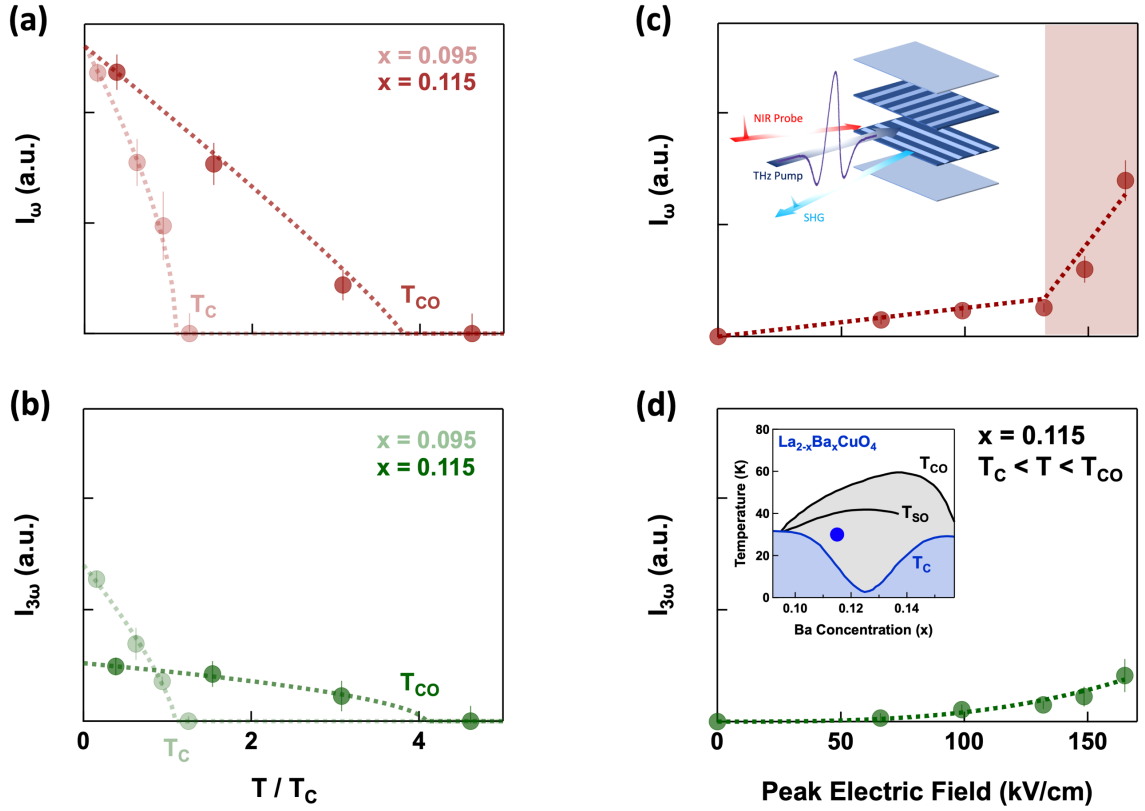 (a)
x = 0.095
x = 0.115
I_ω (a.u.)
T_C
T_CO
(b)
x = 0.095
x = 0.115
I_3ω (a.u.)
T_CO
T_C
0
2
4
T / T_C
(c)
I_ω (a.u.)
NIR Probe
THz Pump
SHG
(d)
I_3ω (a.u.)
La_2-xBa_xCuO_4
x = 0.115
T_C < T < T_CO
80
60
40
20
0
Temperature (K)
T_CO
T_SO
T_C
0.10
0.12
0.14
Ba Concentration (x)
0
50
100
150
Peak Electric Field (kV/cm)